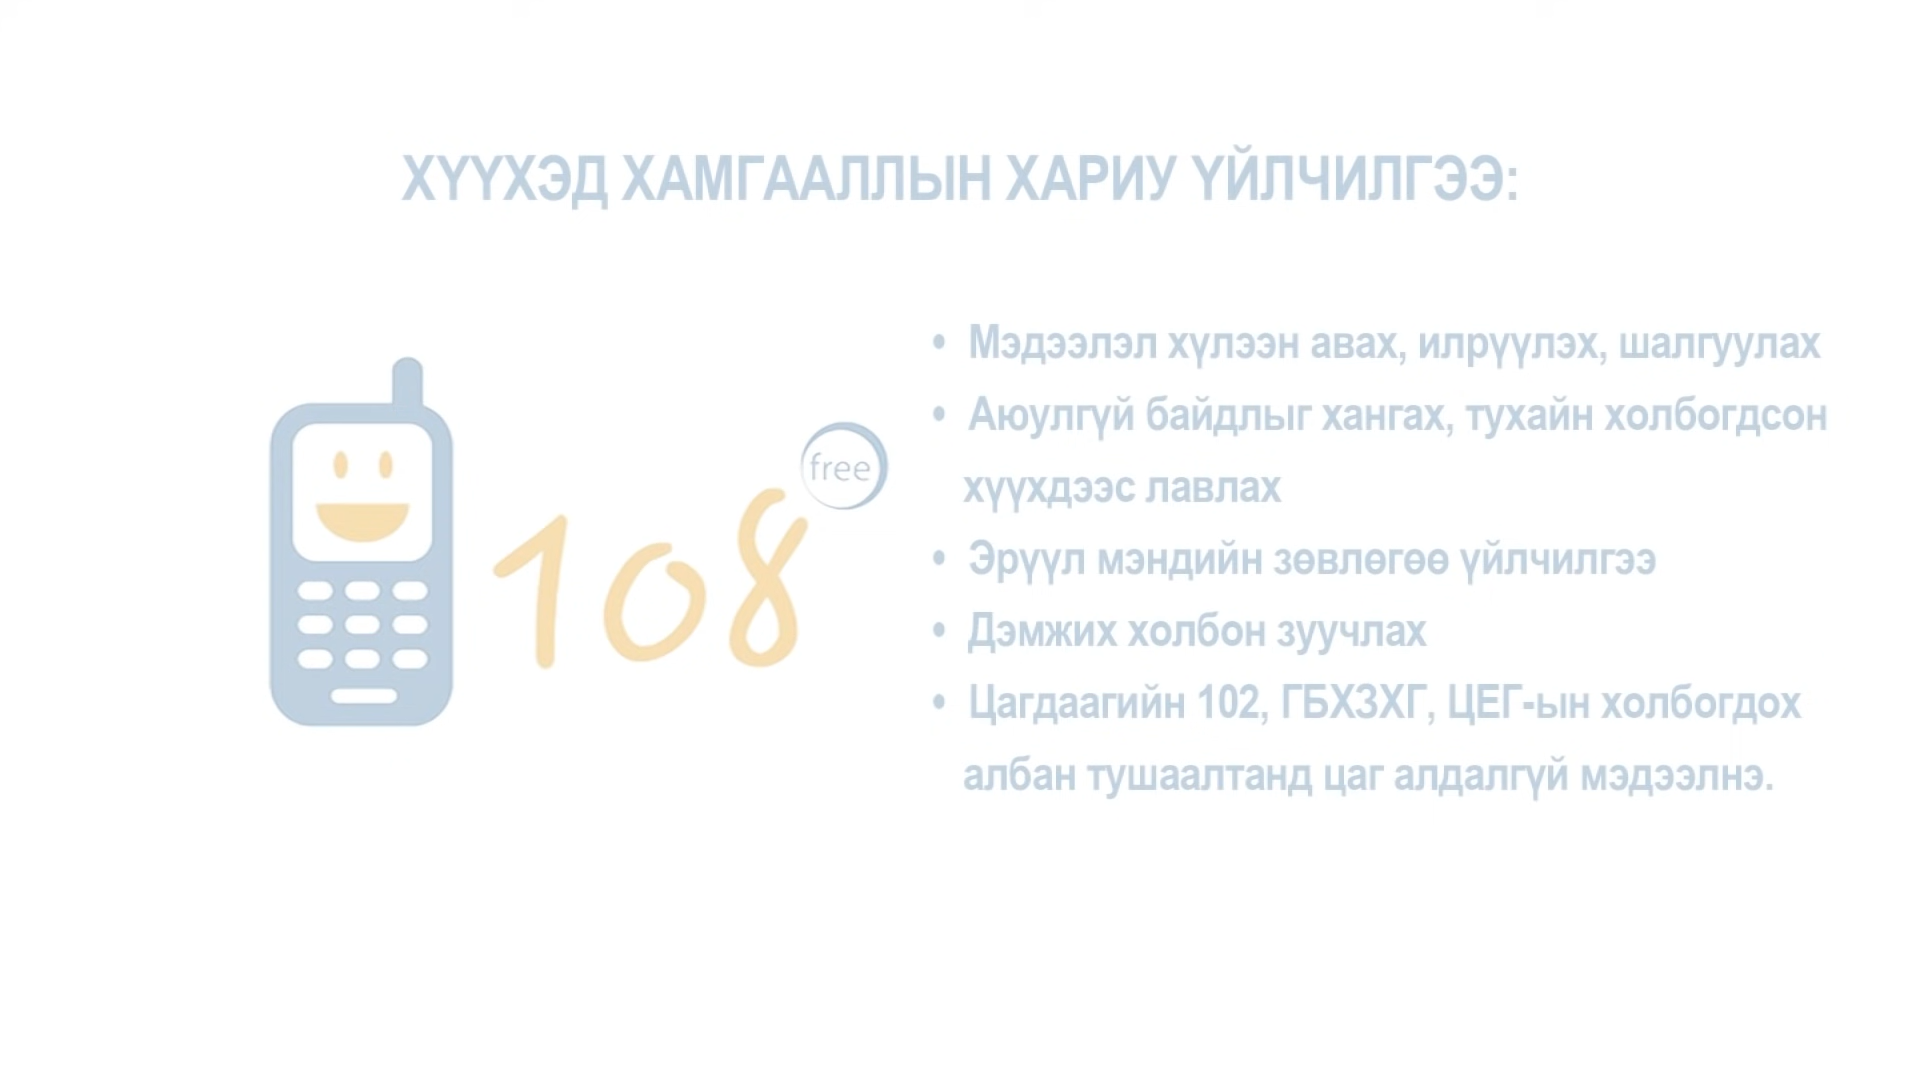 ХҮҮХЭД ХАМГААЛЛЫН ХАРИУ ҮЙЛЧИЛГЭЭ:
108
free
• Мэдээлэл хүлээн авах, илрүүлэх, шалгуулах
• Аюулгүй байдлыг хангах, тухайн холбогдсон
хүүхдээс лавлах
• Эрүүл мэндийн зөвлөгөө үйлчилгээ
• Дэмжих холбон зуучлах
• Цагдаагийн 102, ГБХЗХГ, ЦЕГ-ын холбогдох
албан тушаалтанд цаг алдалгүй мэдээлнэ.